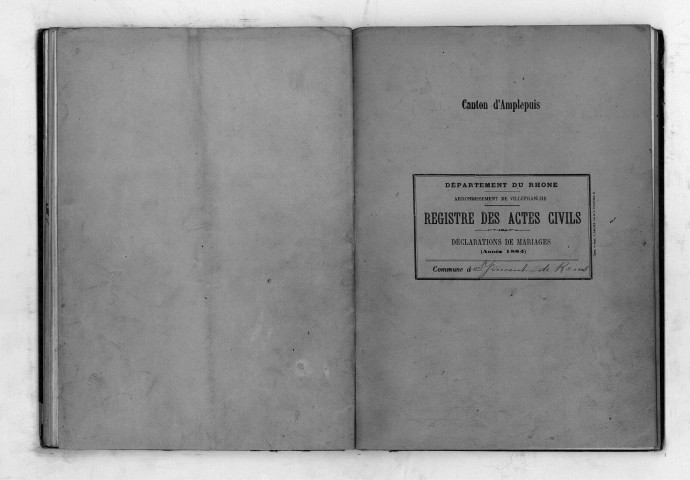 Canton d'Amplepuis
DÉPARTEMENT DU RHONE
ARRONDISSEMENT DE VILLEFRANCHE
REGISTRE DES ACTES CIVILS
DÉCLARATIONS DE MARIAGES
(Année 1884)
Commune d St Vincent de Reins